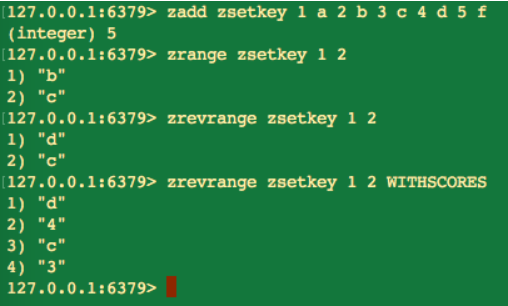 [127.0.0.1:6379> zadd zsetkey 1 a 2 b 3 c 4 d 5 f
(integer) 5
[127.0.0.1:6379> zrange zsetkey 1 2
1) "b"
2) "c"
[127.0.0.1:6379> zrevrange zsetkey 1 2
1) "d"
2) "c"
[127.0.0.1:6379> zrevrange zsetkey 1 2 WITHSCORES
1) "d"
2) "4"
3) "c"
4) "3"
127.0.0.1:6379>